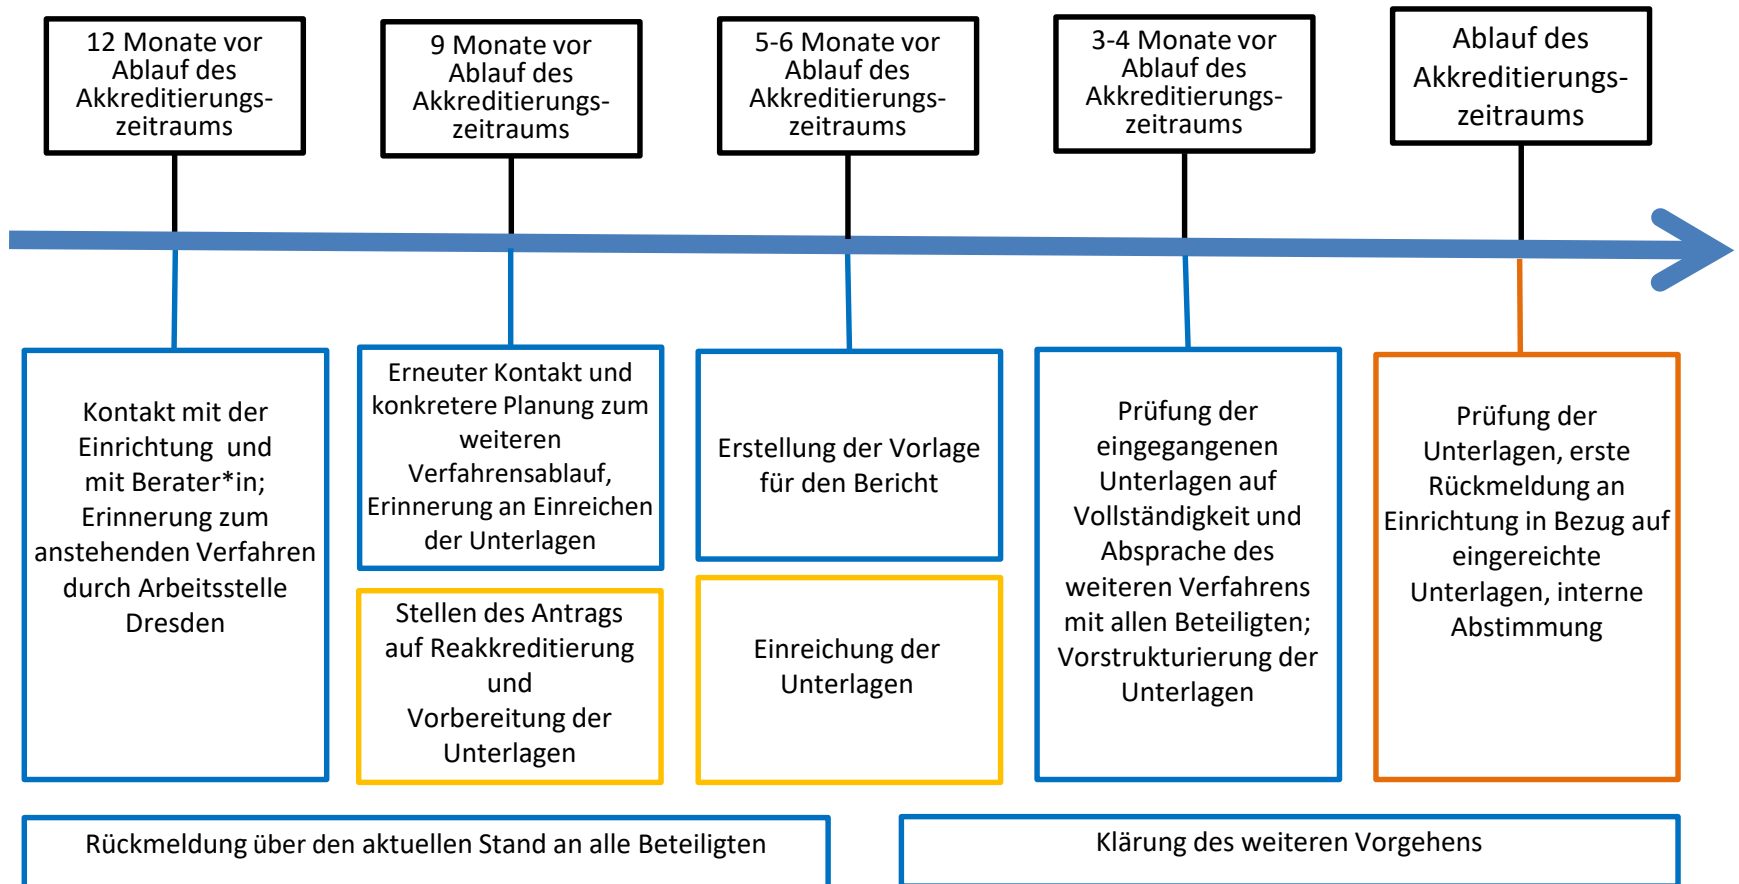 12 Monate vor
Ablauf des
Akkreditierungs-
zeitraums
9 Monate vor
Ablauf des
Akkreditierungs-
zeitraums
5-6 Monate vor
Ablauf des
Akkreditierungs-
zeitraums
3-4 Monate vor
Ablauf des
Akkreditierungs-
zeitraums
Ablauf des
Akkreditierungs-
zeitraums
Kontakt mit der
Einrichtung und
mit Berater*in;
Erinnerung zum
anstehenden Verfahren
durch Arbeitsstelle
Dresden
Erneuter Kontakt und
konkretere Planung zum
weiteren
Verfahrensablauf,
Erinnerung an Einreichen
der Unterlagen
Stellen des Antrags
auf Reakkreditierung
und
Vorbereitung der
Unterlagen
Erstellung der Vorlage
für den Bericht
Einreichung der
Unterlagen
Prüfung der
eingegangenen
Unterlagen auf
Vollständigkeit und
Absprache des
weiteren Verfahrens
mit allen Beteiligten;
Vorstrukturierung der
Unterlagen
Prüfung der
Unterlagen, erste
Rückmeldung an
Einrichtung in Bezug auf
eingereichte
Unterlagen, interne
Abstimmung
Rückmeldung über den aktuellen Stand an alle Beteiligten
Klärung des weiteren Vorgehens